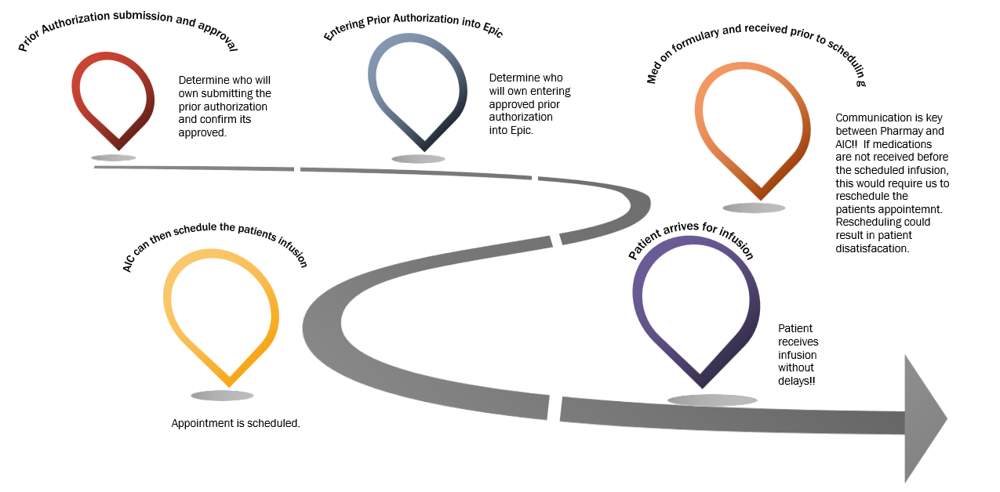 Prior Authorization submission and approval
Determine who will
own submitting the
prior authorization
and confirm its
approved.
Entering Prior Authorization into Epic
Determine who
will own entering
approved prior
authorization
into Epic.
Med on formulary and received prior to scheduling
Communication is key
between Pharmay and
AIC!!  If medications
are not received before
the scheduled infusion,
this would require us to
reschedule the
patients appointemnt.
Rescheduling could
result in patient
disatisfacation.
AIC can then schedule the patients infusion
Appointment is scheduled.
Patient arrives for infusion
Patient
receives
infusion
without
delays!!